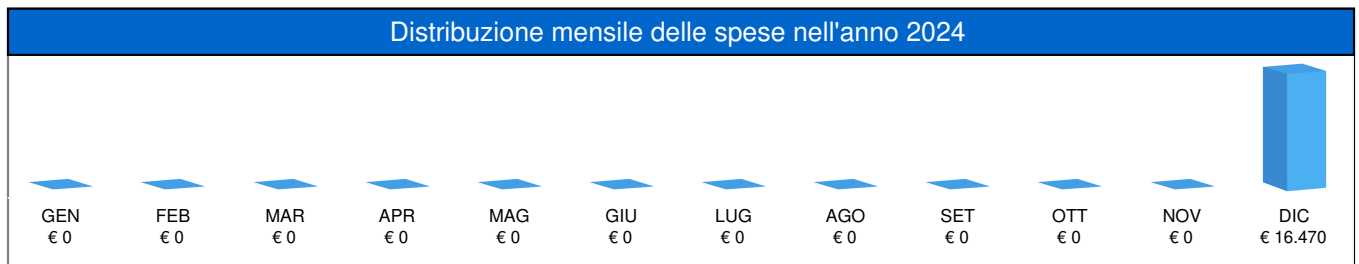 Distribuzione mensile delle spese nell'anno 2024
GEN FEB MAR APR MAG GIU LUG AGO SET OTT NOV DIC
€ 0 € 0 € 0 € 0 € 0 € 0 € 0 € 0 € 0 € 0 € 0 € 16.470